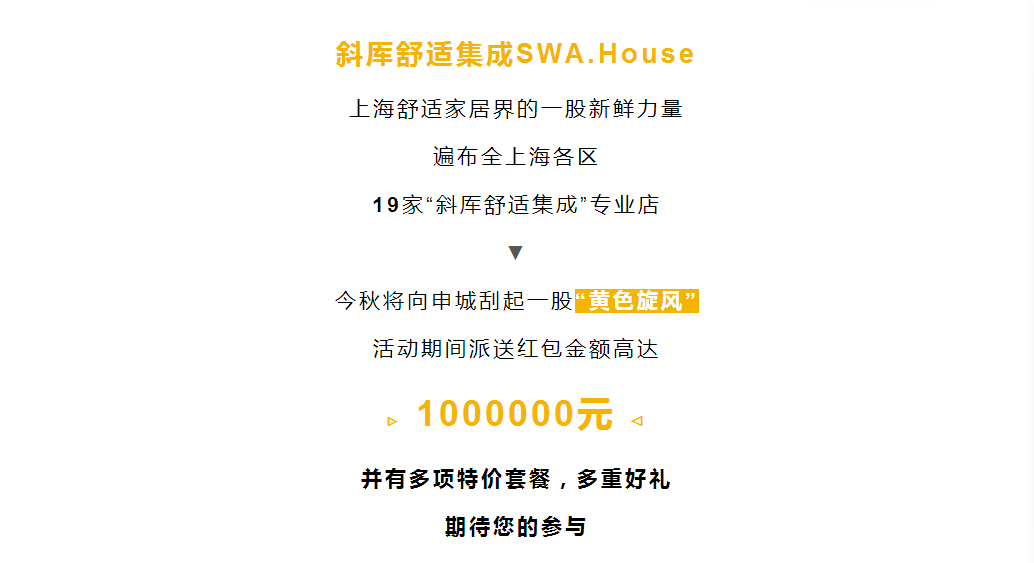 斜厍舒适集成SWA.House
上海舒适家居界的一股新鲜力量
遍布全上海各区
19家“斜厍舒适集成”专业店
▼
今秋将向申城刮起一股“黄色旋风”
活动期间派送红包金额高达
▹ 1000000元 ◃
并有多项特价套餐，多重好礼
期待您的参与